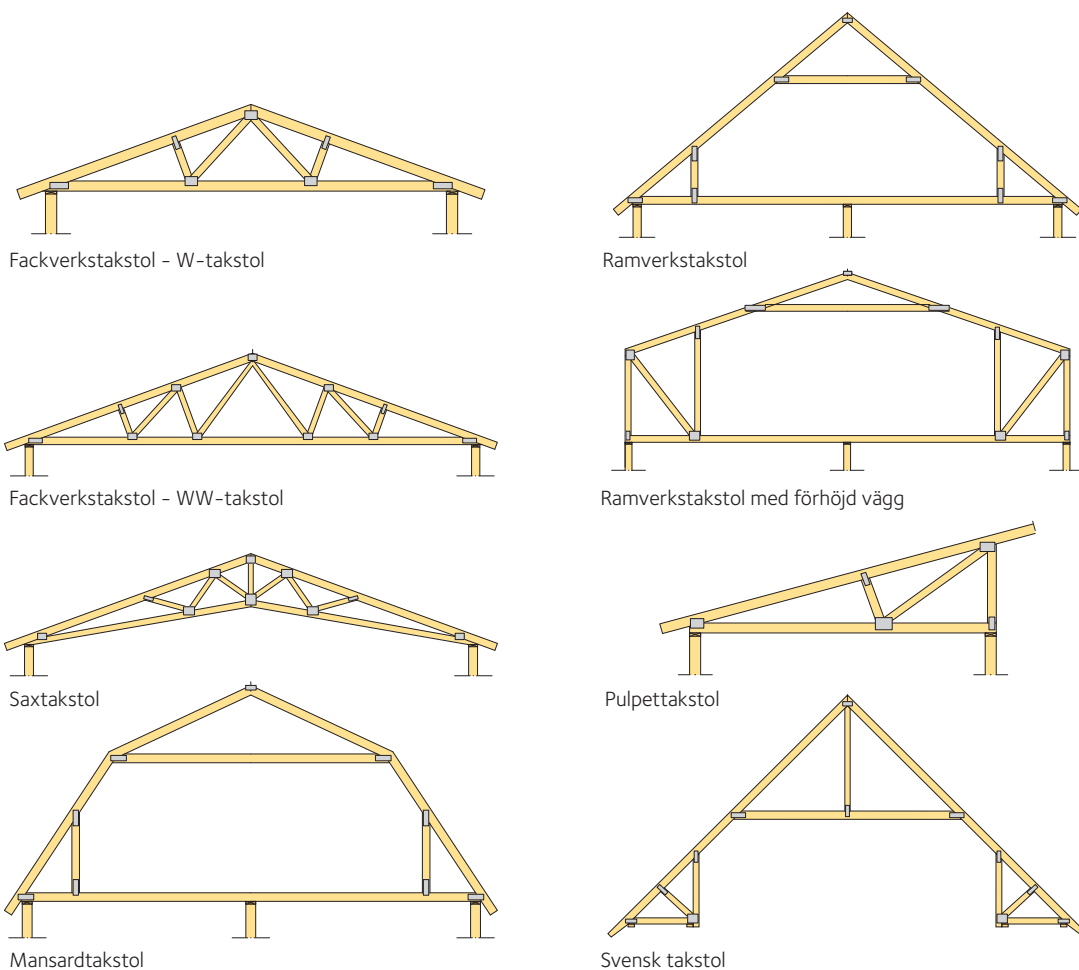 Fackverkstakstol - W-takstol
Ramverkstakstol
Fackverkstakstol - WW-takstol
Ramverkstakstol med förhöjd vägg
Saxtakstol
Pulpettakstol
Mansardtakstol
Svensk takstol